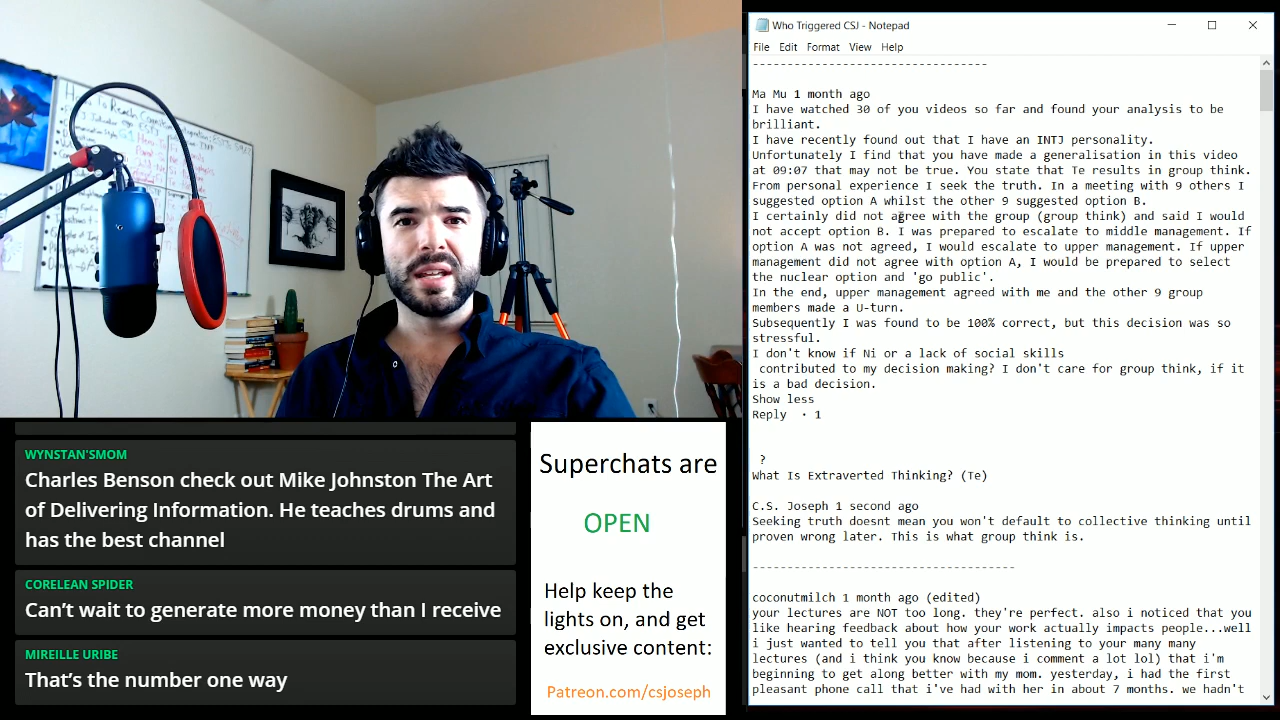 How To Reach
Who Triggered CSJ - Notepad
File Edit Format View Help
----------------------------------
Ma Mu 1 month ago
I have watched 30 of you videos so far and found your analysis to be
brilliant.
I have recently found out that I have an INTJ personality.
Unfortunately I find that you have made a generalisation in this video
at 09:07 that may not be true. You state that Te results in group think.
From personal experience I seek the truth. In a meeting with 9 others I
suggested option A whilst the other 9 suggested option B.
I certainly did not agree with the group (group think) and said I would
not accept option B. I was prepared to escalate to middle management. If
option A was not agreed, I would escalate to upper management. If upper
management did not agree with option A, I would be prepared to select
the nuclear option and 'go public'.
In the end, upper management agreed with me and the other 9 group
members made a U-turn.
Subsequently I was found to be 100% correct, but this decision was so
stressful.
I don't know if Ni or a lack of social skills
contributed to my decision making? I don't care for group think, if it
is a bad decision.
Show less
Reply · 1
?
What Is Extraverted Thinking? (Te)
C.S. Joseph 1 second ago
Seeking truth doesnt mean you won't default to collective thinking until
proven wrong later. This is what group think is.
--------------------------------------
coconutmilch 1 month ago (edited)
your lectures are NOT too long. they're perfect. also i noticed that you
like hearing feedback about how your work actually impacts people...well
i just wanted to tell you that after listening to your many many
lectures (and i think you know because i comment a lot lol) that i'm
beginning to get along better with my mom. yesterday, i had the first
pleasant phone call that i've had with her in about 7 months. we hadn't
WYNSTAN'SMOM
Charles Benson check out Mike Johnston The Art
of Delivering Information. He teaches drums and
has the best channel
CORELEAN SPIDER
Can't wait to generate more money than I receive
MIREILLE URIBE
That's the number one way
Superchats are
OPEN
Help keep the
lights on, and get
exclusive content:
Patreon.com/csjoseph